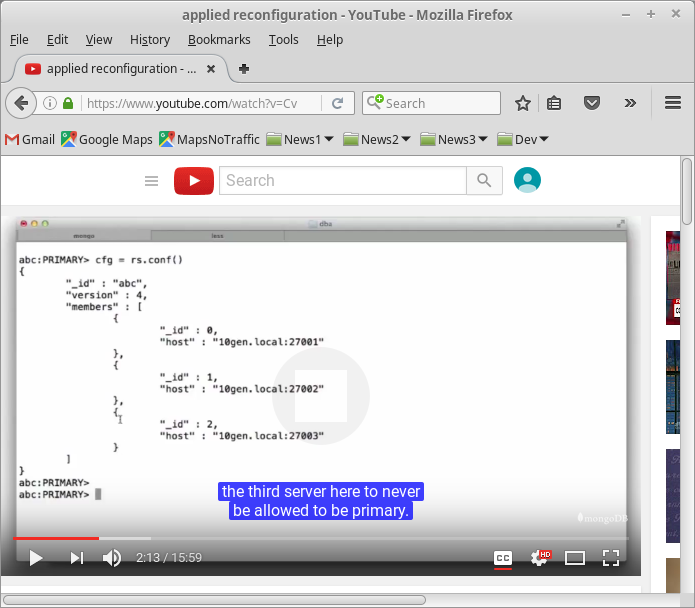 applied reconfiguration - YouTube - Mozilla Firefox
File Edit View History Bookmarks Tools Help
applied reconfiguration - ...
https://www.youtube.com/watch?v=Cv
Search
Gmail Google Maps MapsNoTraffic News1 News2 News3 Dev
Search
dba
mongo less
abc:PRIMARY> cfg = rs.conf()
{
"_id" : "abc",
"version" : 4,
"members" : [
{
"_id" : 0,
"host" : "10gen.local:27001"
},
{
"_id" : 1,
"host" : "10gen.local:27002"
},
{
"_id" : 2,
"host" : "10gen.local:27003"
}
]
}
abc:PRIMARY>
abc:PRIMARY>
the third server here to never
be allowed to be primary.
mongoDB
2:13 / 15:59
CC HD